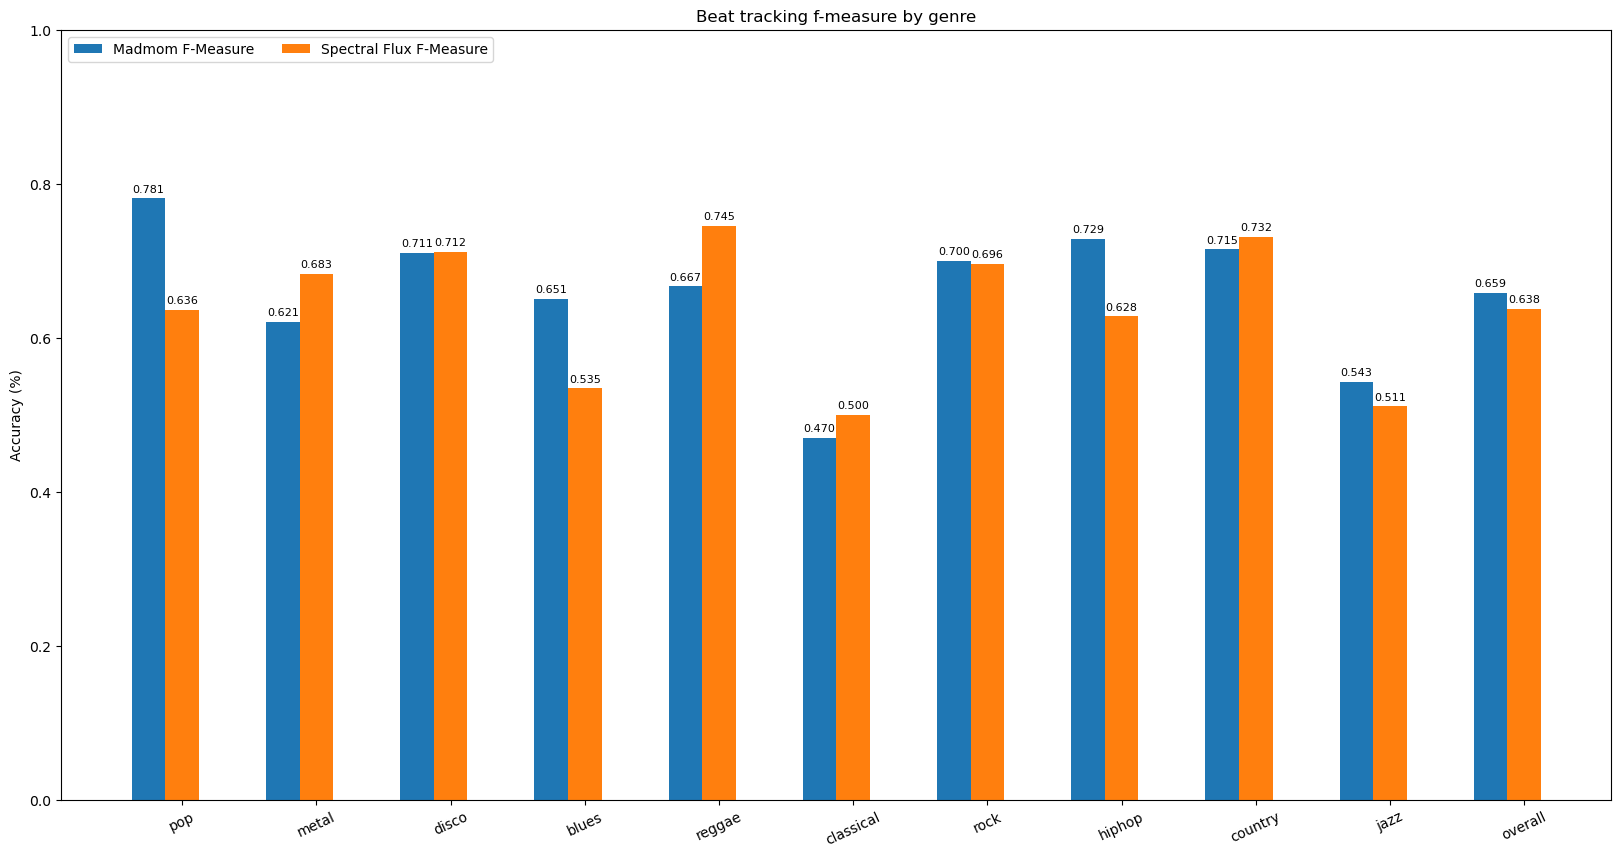 Beat tracking f-measure by genre
Madmom F-Measure
Spectral Flux F-Measure
Accuracy (%)
1.0
0.8
0.6
0.4
0.2
0.0
0.781
0.636
0.621
0.683
0.711
0.712
0.651
0.535
0.667
0.745
0.470
0.500
0.700
0.696
0.729
0.628
0.715
0.732
0.543
0.511
0.659
0.638
pop
metal
disco
blues
reggae
classical
rock
hiphop
country
jazz
overall